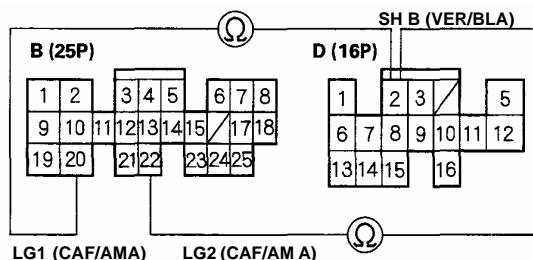 Ω SH B (VER/BLA)
B (25P) D (16P)
1 2 3 4 5 6 7 8 1 2 3 5
9 10 11 12 13 14 15 17 18 6 7 8 9 10 11 12
19 20 21 22 23 24 25 13 14 15 16
Ω
LG1 (CAF/AMA) LG2 (CAF/AM A)